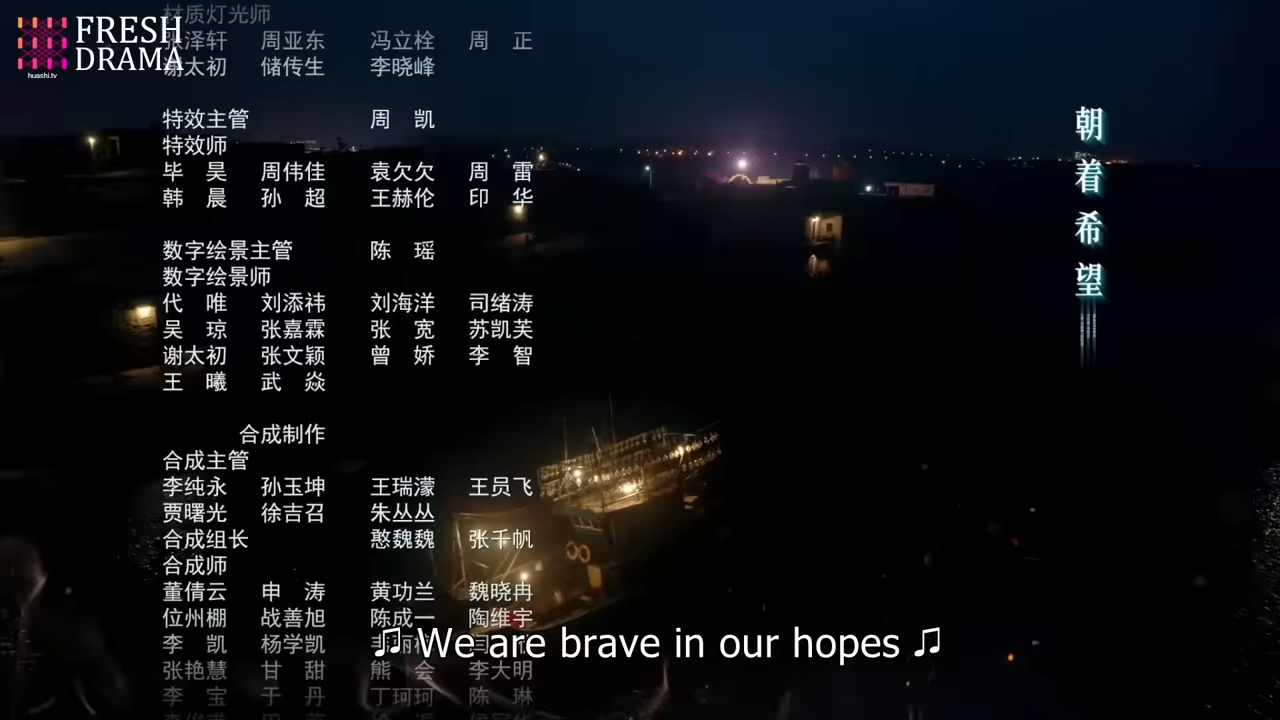 FRESH
DRAMA
huashi.tv
材质灯光师
张泽轩 周亚东 冯立栓 周 正
谢太初 储传生 李晓峰
特效主管 周 凯
特效师
毕 昊 周伟佳 袁欠欠 周 雷
韩 晨 孙 超 王赫伦 印 华
数字绘景主管 陈 瑶
数字绘景师
代 唯 刘添祎 刘海洋 司绪涛
吴 琼 张嘉霖 张 宽 苏凯芙
谢太初 张文颖 曾 娇 李 智
王 曦 武 焱
合成制作
合成主管
李纯永 孙玉坤 王瑞濛 王员飞
贾曙光 徐吉召 朱丛丛
合成组长 憨魏魏 张千帆
合成师
董倩云 申 涛 黄功兰 魏晓冉
位州棚 战善旭 陈成一 陶维宇
李 凯 杨学凯
张艳慧 甘 甜 熊 会 李大明
李 宝 于 丹 丁珂珂 陈 琳
朝着希望
♫ We are brave in our hopes ♫